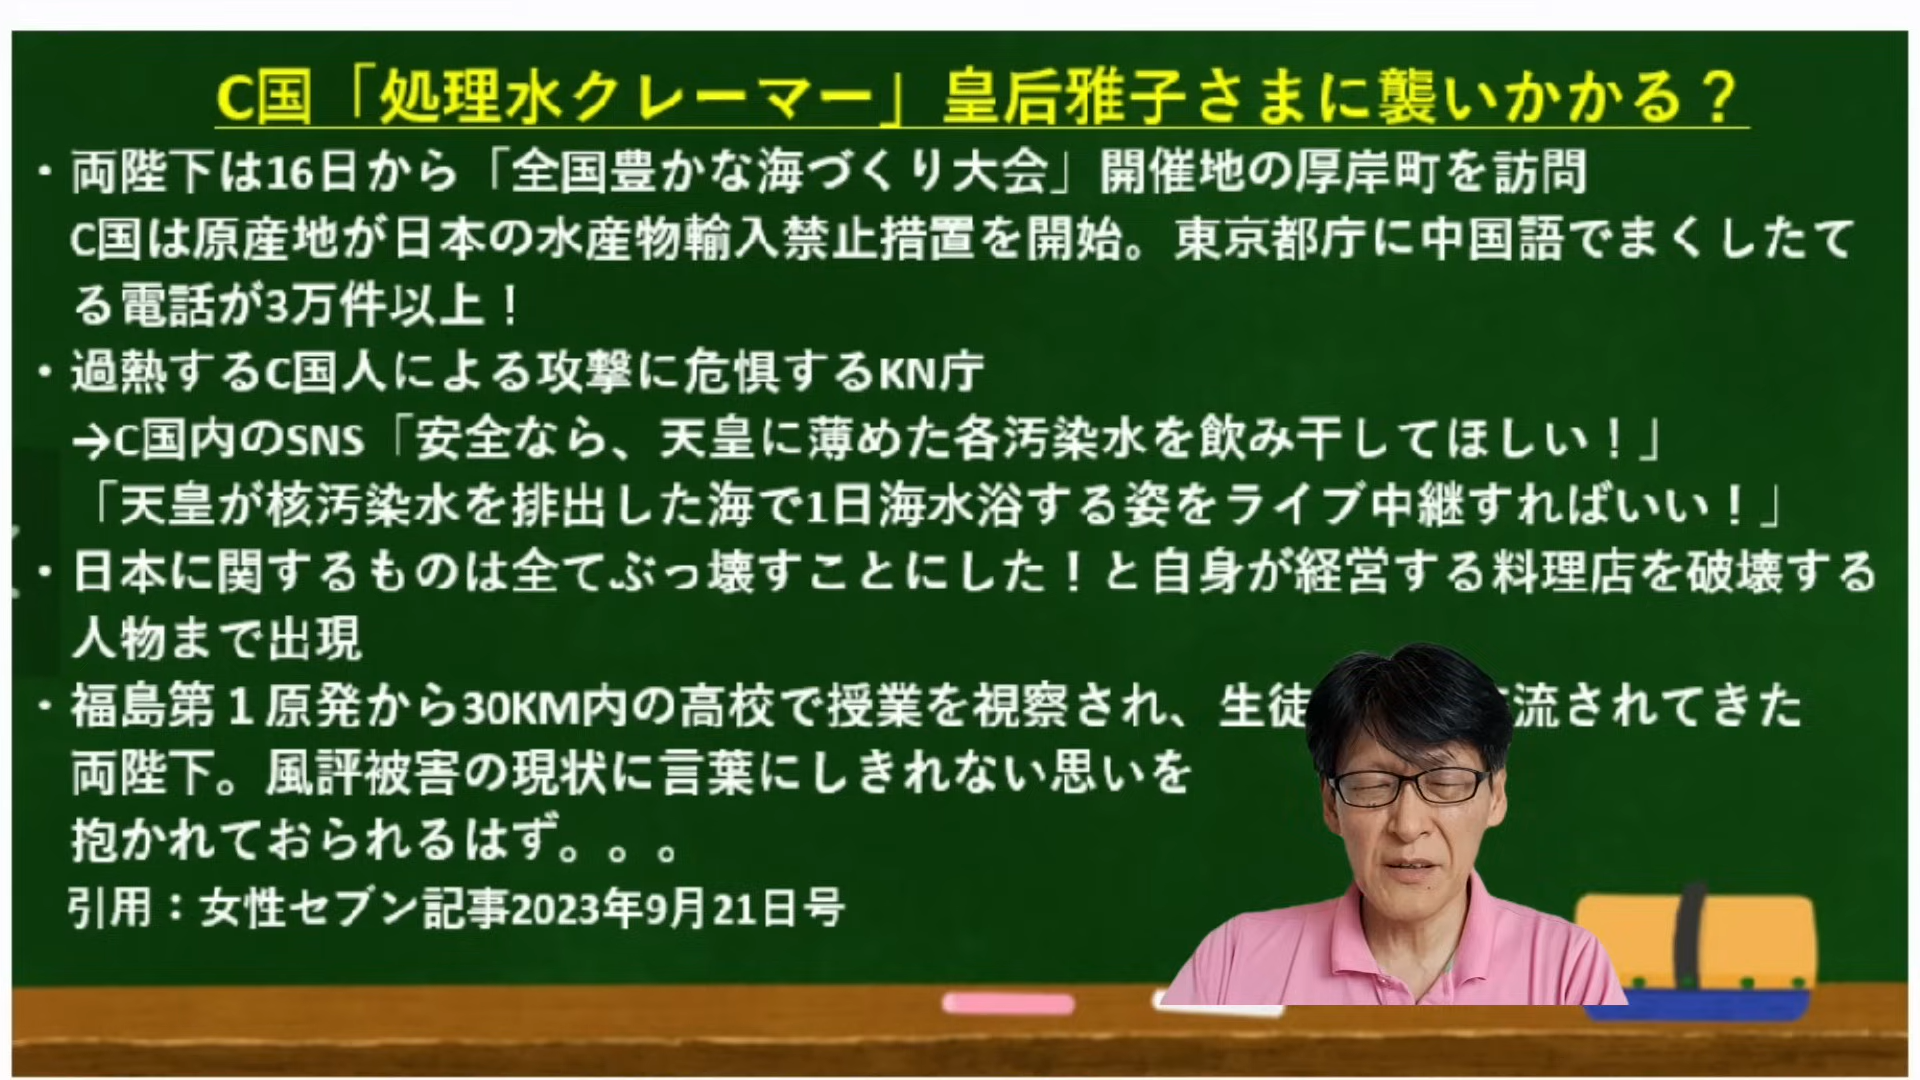 C国「処理水クレーマー」皇后雅子さまに襲いかかる？
・両陛下は16日から「全国豊かな海づくり大会」開催地の厚岸町を訪問
C国は原産地が日本の水産物輸入禁止措置を開始。東京都庁に中国語でまくしたて
る電話が3万件以上！
・過熱するC国人による攻撃に危惧するKN庁
→C国内のSNS「安全なら、天皇に薄めた各汚染水を飲み干してほしい！」
「天皇が核汚染水を排出した海で1日海水浴する姿をライブ中継すればいい！」
・日本に関するものは全てぶっ壊すことにした！と自身が経営する料理店を破壊する
人物まで出現
・福島第１原発から30KM内の高校で授業を視察され、生徒 流されてきた
両陛下。風評被害の現状に言葉にしきれない思いを
抱かれておられるはず。。。
引用：女性セブン記事2023年9月21日号